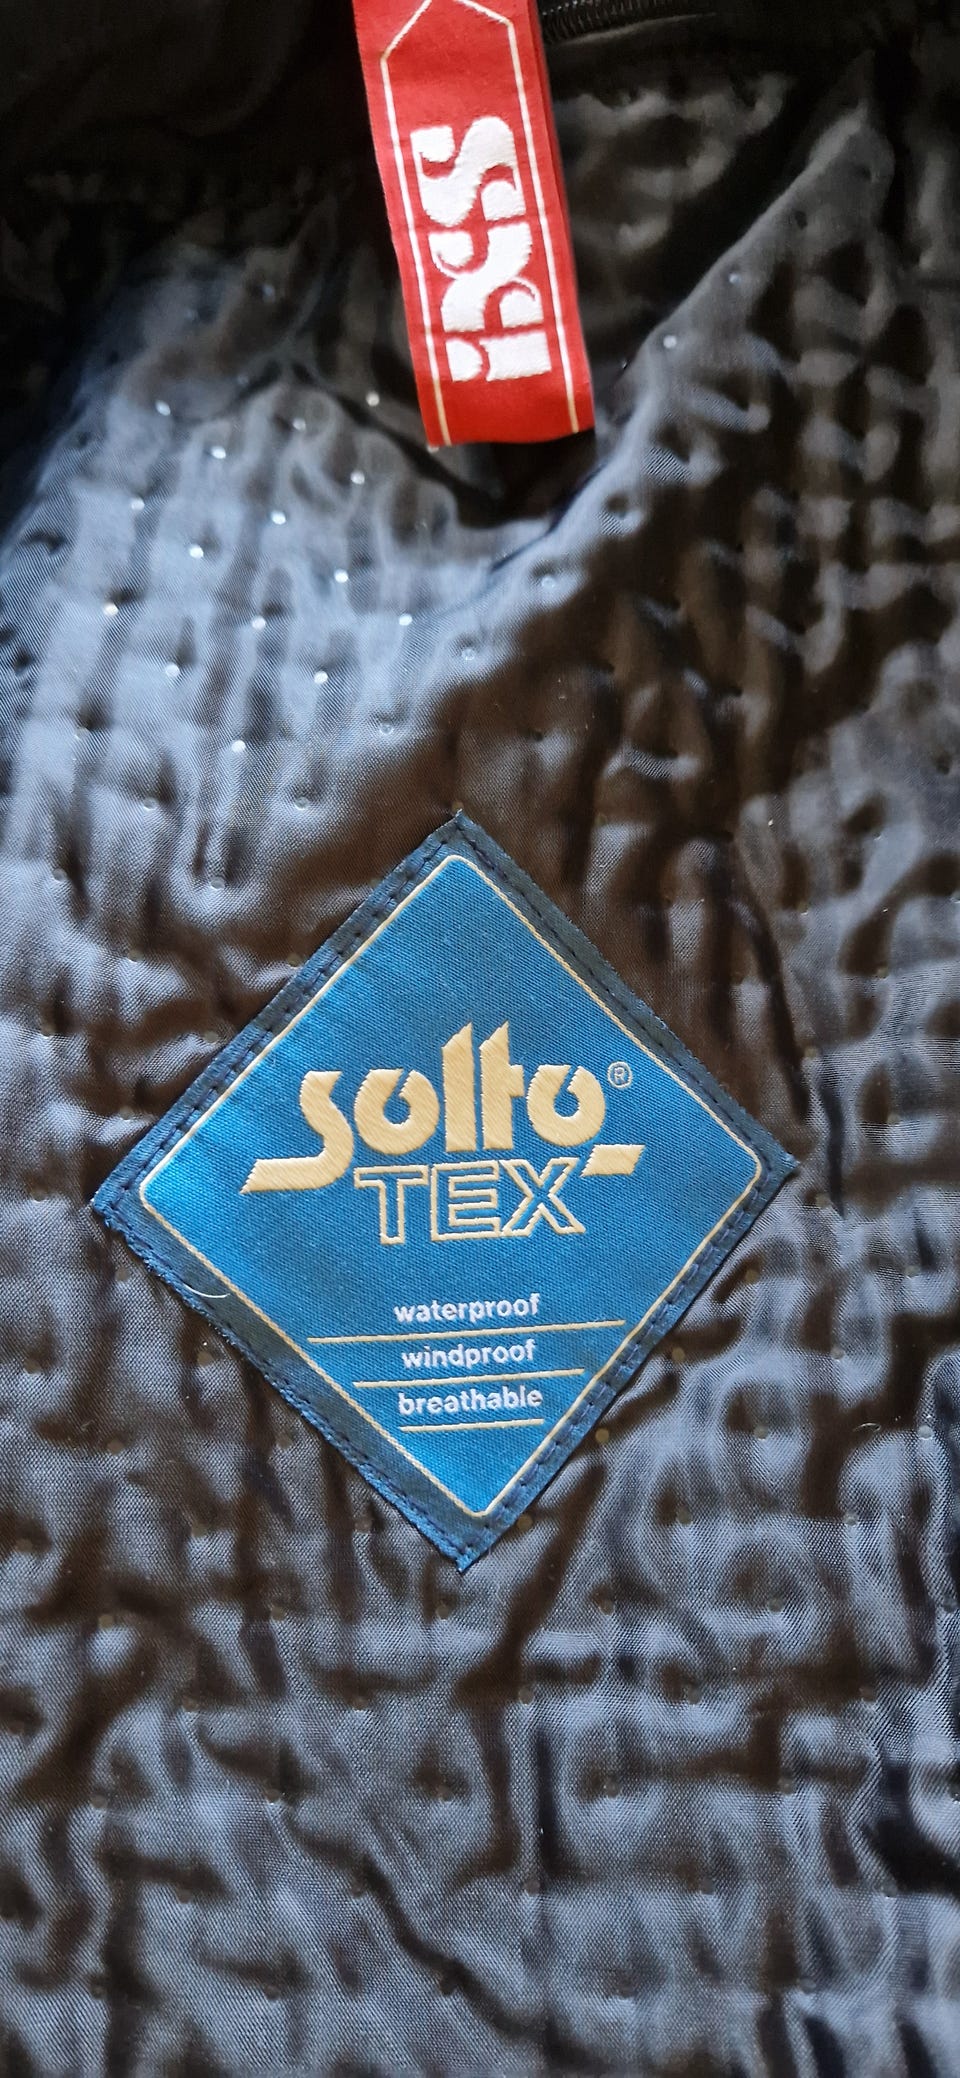 iXS
solto®
TEX
waterproof
windproof
breathable